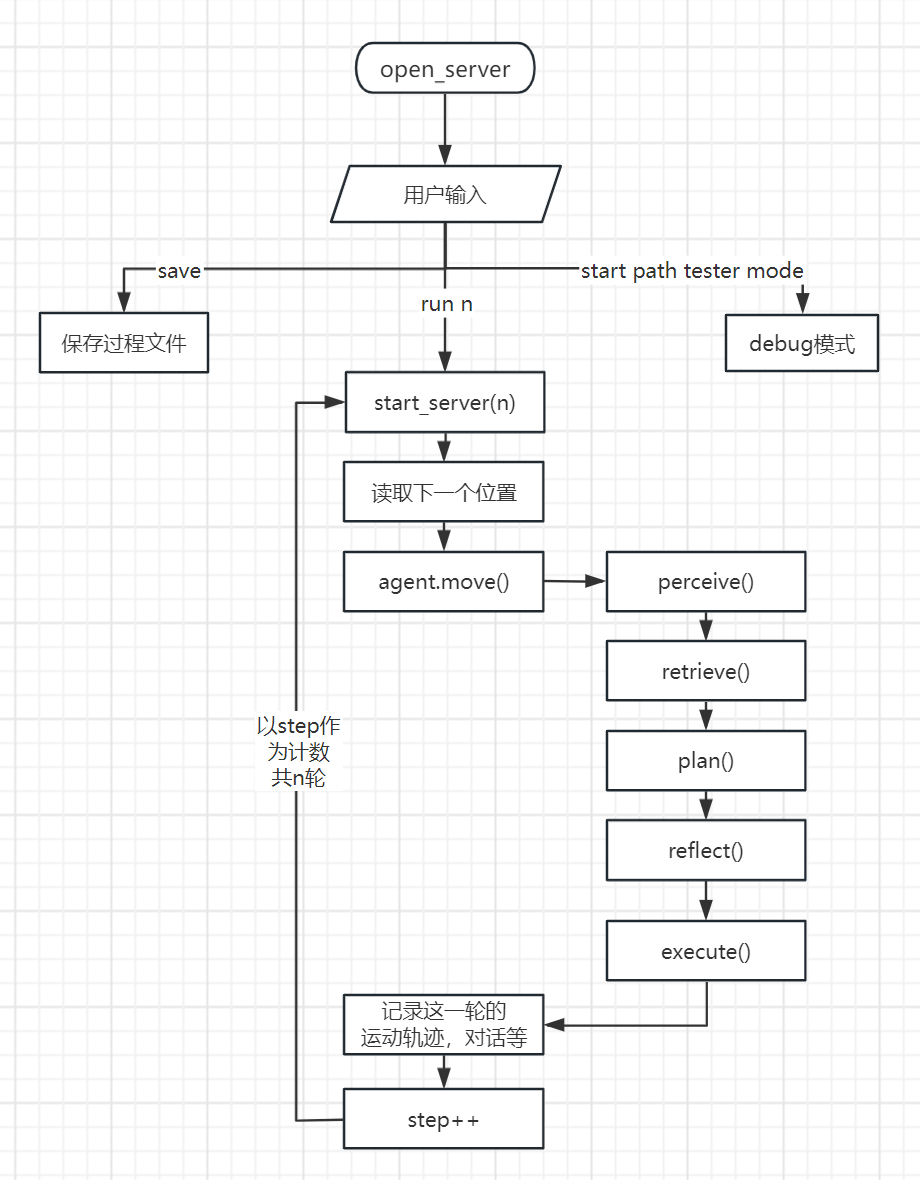 open_server
用户输入
save
start path tester mode
run n
保存过程文件
debug模式
start_server(n)
读取下一个位置
agent.move()
perceive()
retrieve()
plan()
以step作
为计数
共n轮
reflect()
execute()
记录这一轮的
运动轨迹，对话等
step++